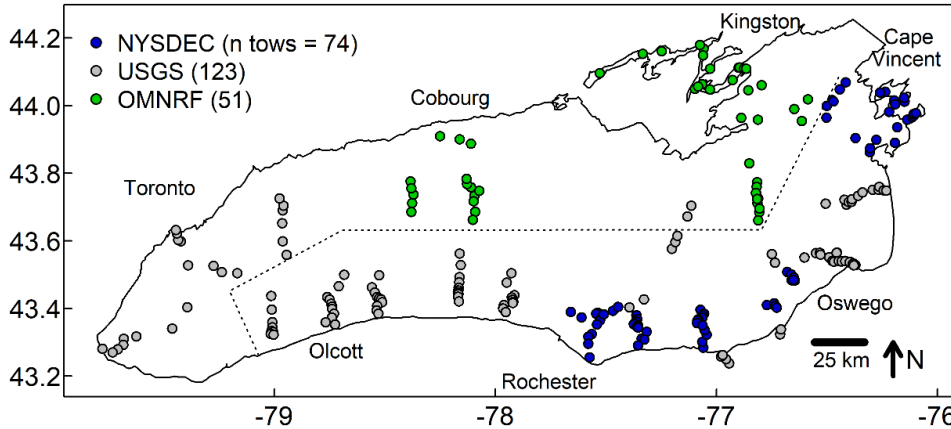 NYSDEC (n tows = 74)
USGS (123)
OMNRF (51)
Kingston
Cape
Vincent
Cobourg
Toronto
Olcott
Rochester
Oswego
25 km
N
44.2
44.0
43.8
43.6
43.4
43.2
-79
-78
-77
-76